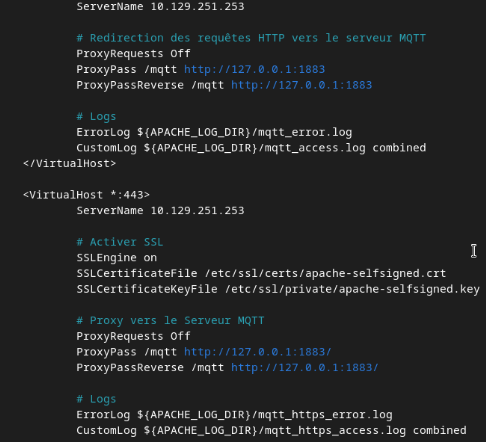 ServerName 10.129.251.253
# Redirection des requêtes HTTP vers le serveur MQTT
ProxyRequests Off
ProxyPass /mqtt http://127.0.0.1:1883
ProxyPassReverse /mqtt http://127.0.0.1:1883
# Logs
ErrorLog ${APACHE_LOG_DIR}/mqtt_error.log
CustomLog ${APACHE_LOG_DIR}/mqtt_access.log combined
</VirtualHost>
<VirtualHost *:443>
ServerName 10.129.251.253
# Activer SSL
SSLEngine on
SSLCertificateFile /etc/ssl/certs/apache-selfsigned.crt
SSLCertificateKeyFile /etc/ssl/private/apache-selfsigned.key
# Proxy vers le Serveur MQTT
ProxyRequests Off
ProxyPass /mqtt http://127.0.0.1:1883/
ProxyPassReverse /mqtt http://127.0.0.1:1883/
# Logs
ErrorLog ${APACHE_LOG_DIR}/mqtt_https_error.log
CustomLog ${APACHE_LOG_DIR}/mqtt_https_access.log combined